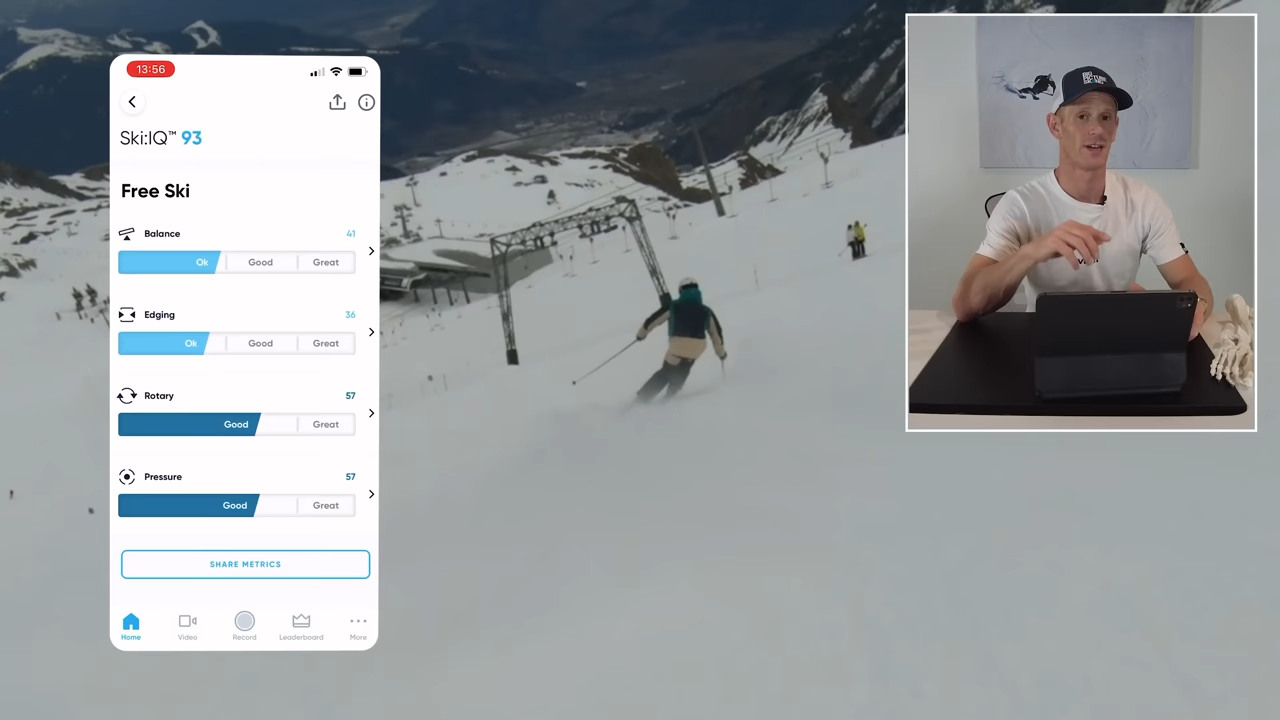 13:56
Ski:IQ™ 93
Free Ski
Balance 41
Ok Good Great
Edging 36
Ok Good Great
Rotary 57
Good Great
Pressure 57
Good Great
SHARE METRICS
Home Video Record Leaderboard More